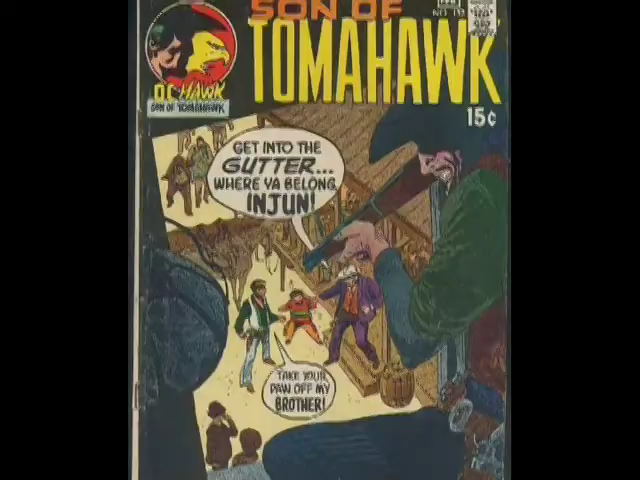 SON OF
TOMAHAWK
DC HAWK
SON OF TOMAHAWK
15¢
GET INTO THE
GUTTER...
WHERE YA BELONG,
INJUN!
TAKE YOUR
PAW OFF MY
BROTHER!